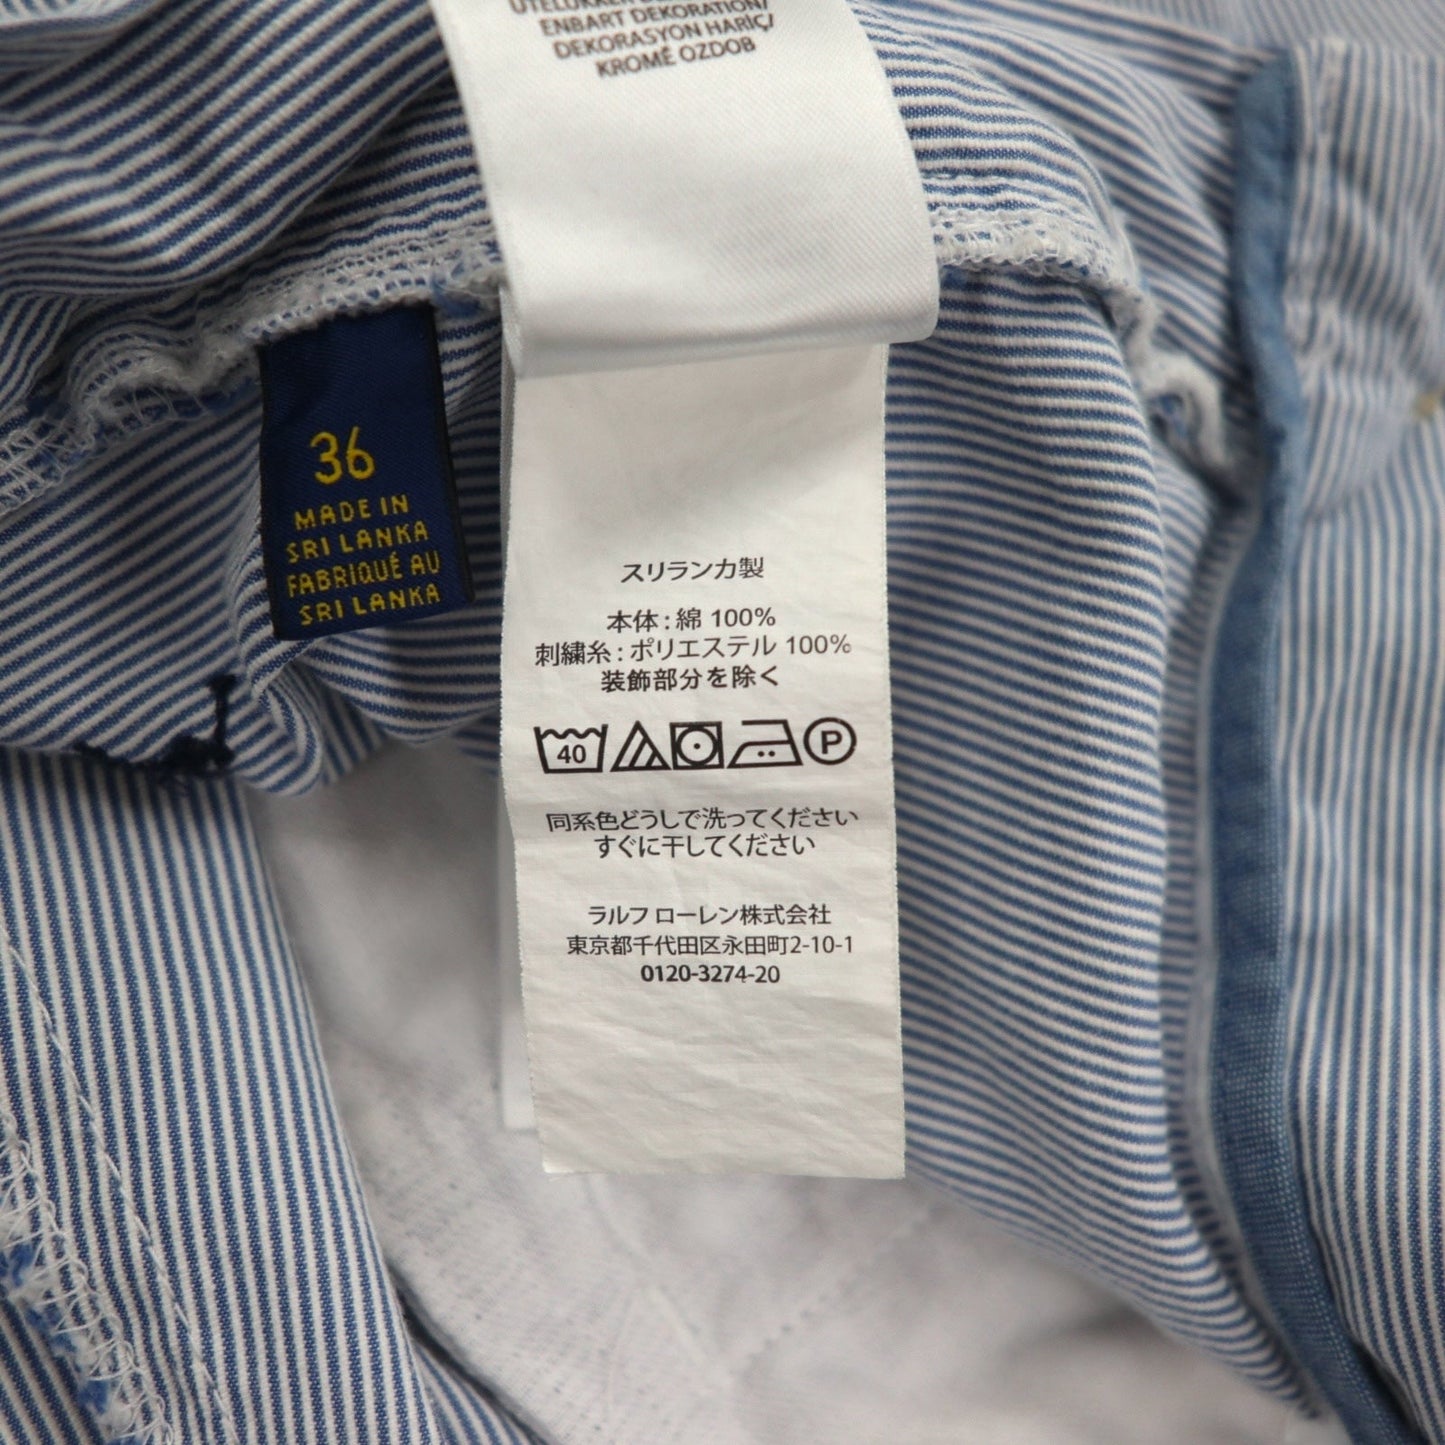 ENBART DEKORATION/
DEKORASYON HARİÇ/
KROMĖ OZDOB
36
MADE IN
SRI LANKA
FABRIQUÉ AU
SRI LANKA
スリランカ製
本体 : 綿 100%
刺繍糸 : ポリエステル 100%
装飾部分を除く
40
P
同系色どうしで洗ってください
すぐに干してください
ラルフ ローレン株式会社
東京都千代田区永田町2-10-1
0120-3274-20